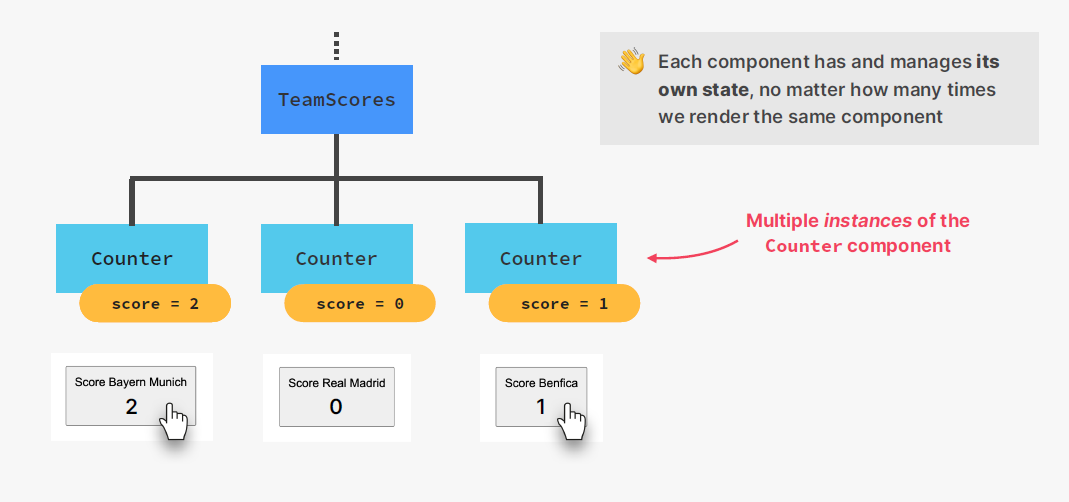 TeamScores
Each component has and manages its
own state, no matter how many times
we render the same component
Multiple instances of the
Counter component
Counter
Counter
Counter
score = 2
score = 0
score = 1
Score Bayern Munich
2
Score Real Madrid
0
Score Benfica
1